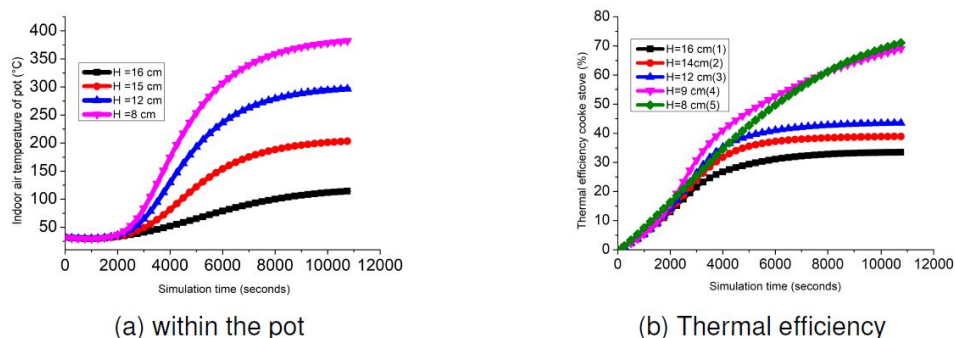 400
350
300
250
200
150
100
50
Indoor air temperature of pot (°C)
H =16 cm
H =15 cm
H =12 cm
H =8 cm
0 2000 4000 6000 8000 10000 12000
Simulation time (seconds)
(a) within the pot
80
70
60
50
40
30
20
10
0
Thermal efficiency cooke stove (%)
H=16 cm(1)
H=14cm(2)
H=12 cm(3)
H=9 cm(4)
H=8 cm(5)
0 2000 4000 6000 8000 10000 12000
Simulation time (seconds)
(b) Thermal efficiency